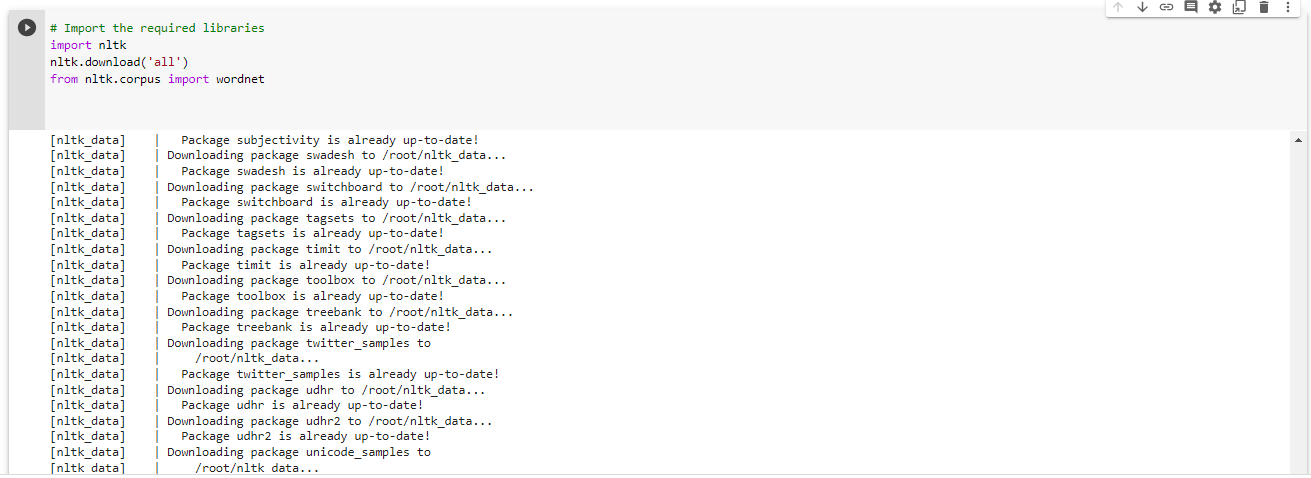 # Import the required libraries
import nltk
nltk.download('all')
from nltk.corpus import wordnet
[nltk_data]    |   Package subjectivity is already up-to-date!
[nltk_data]    | Downloading package swadesh to /root/nltk_data...
[nltk_data]    |   Package swadesh is already up-to-date!
[nltk_data]    | Downloading package switchboard to /root/nltk_data...
[nltk_data]    |   Package switchboard is already up-to-date!
[nltk_data]    | Downloading package tagsets to /root/nltk_data...
[nltk_data]    |   Package tagsets is already up-to-date!
[nltk_data]    | Downloading package timit to /root/nltk_data...
[nltk_data]    |   Package timit is already up-to-date!
[nltk_data]    | Downloading package toolbox to /root/nltk_data...
[nltk_data]    |   Package toolbox is already up-to-date!
[nltk_data]    | Downloading package treebank to /root/nltk_data...
[nltk_data]    |   Package treebank is already up-to-date!
[nltk_data]    | Downloading package twitter_samples to
[nltk_data]    |     /root/nltk_data...
[nltk_data]    |   Package twitter_samples is already up-to-date!
[nltk_data]    | Downloading package udhr to /root/nltk_data...
[nltk_data]    |   Package udhr is already up-to-date!
[nltk_data]    | Downloading package udhr2 to /root/nltk_data...
[nltk_data]    |   Package udhr2 is already up-to-date!
[nltk_data]    | Downloading package unicode_samples to
[nltk_data]    |     /root/nltk_data...